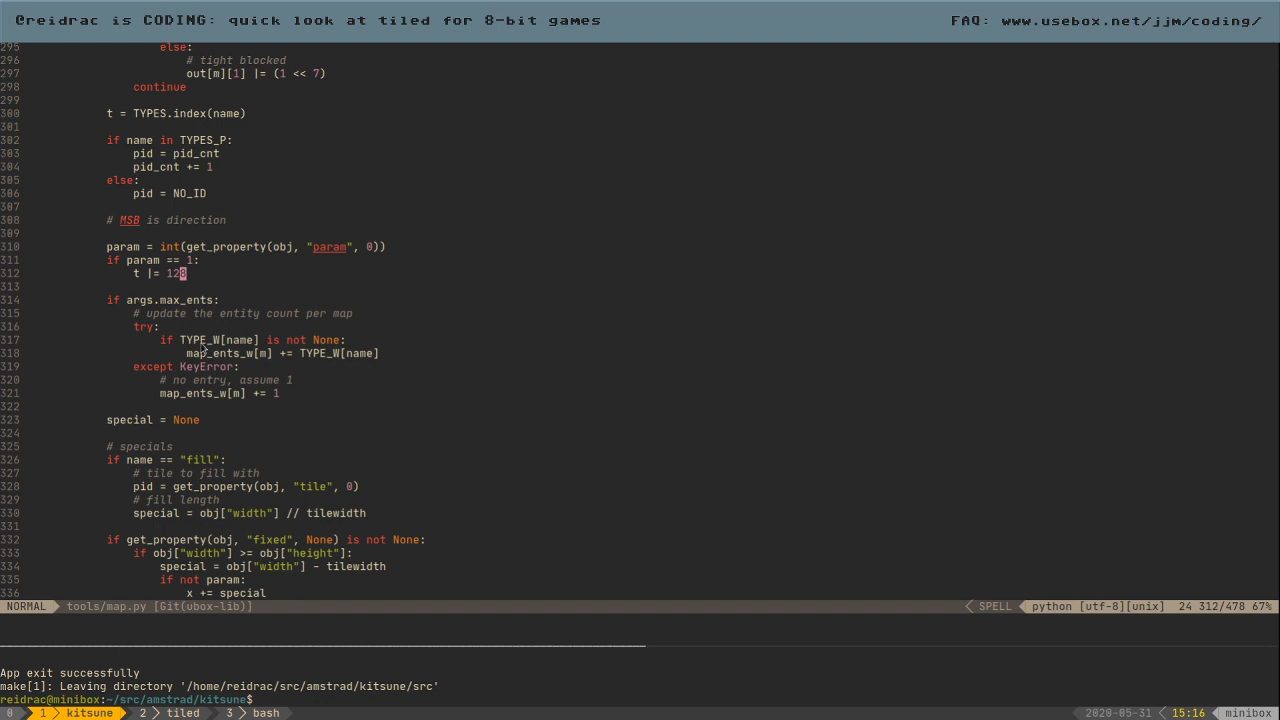 @reidrac is CODING: quick look at tiled for 8-bit games FAQ: www.usebox.net/jjm/coding/
295 else:
296 # tight blocked
297 out[m][1] |= (1 << 7)
298 continue
299
300 t = TYPES.index(name)
301
302 if name in TYPES_P:
303 pid = pid_cnt
304 pid_cnt += 1
305 else:
306 pid = NO_ID
307
308 # MSB is direction
309
310 param = int(get_property(obj, "param", 0))
311 if param == 1:
312 t |= 128
313
314 if args.max_ents:
315 # update the entity count per map
316 try:
317 if TYPE_W[name] is not None:
318 map_ents_w[m] += TYPE_W[name]
319 except KeyError:
320 # no entry, assume 1
321 map_ents_w[m] += 1
322
323 special = None
324
325 # specials
326 if name == "fill":
327 # tile to fill with
328 pid = get_property(obj, "tile", 0)
329 # fill length
330 special = obj["width"] // tilewidth
331
332 if get_property(obj, "fixed", None) is not None:
333 if obj["width"] >= obj["height"]:
334 special = obj["width"] - tilewidth
335 if not param:
336 x += special
NORMAL tools/map.py [Git(ubox-lib)] SPELL python [utf-8][unix] 24 312/478 67%
App exit successfully
make[1]: Leaving directory '/home/reidrac/src/amstrad/kitsune/src'
reidrac@minibox:~/src/amstrad/kitsune$
0 1 kitsune 2 tiled 3 bash 2020-05-31 15:16 minibox